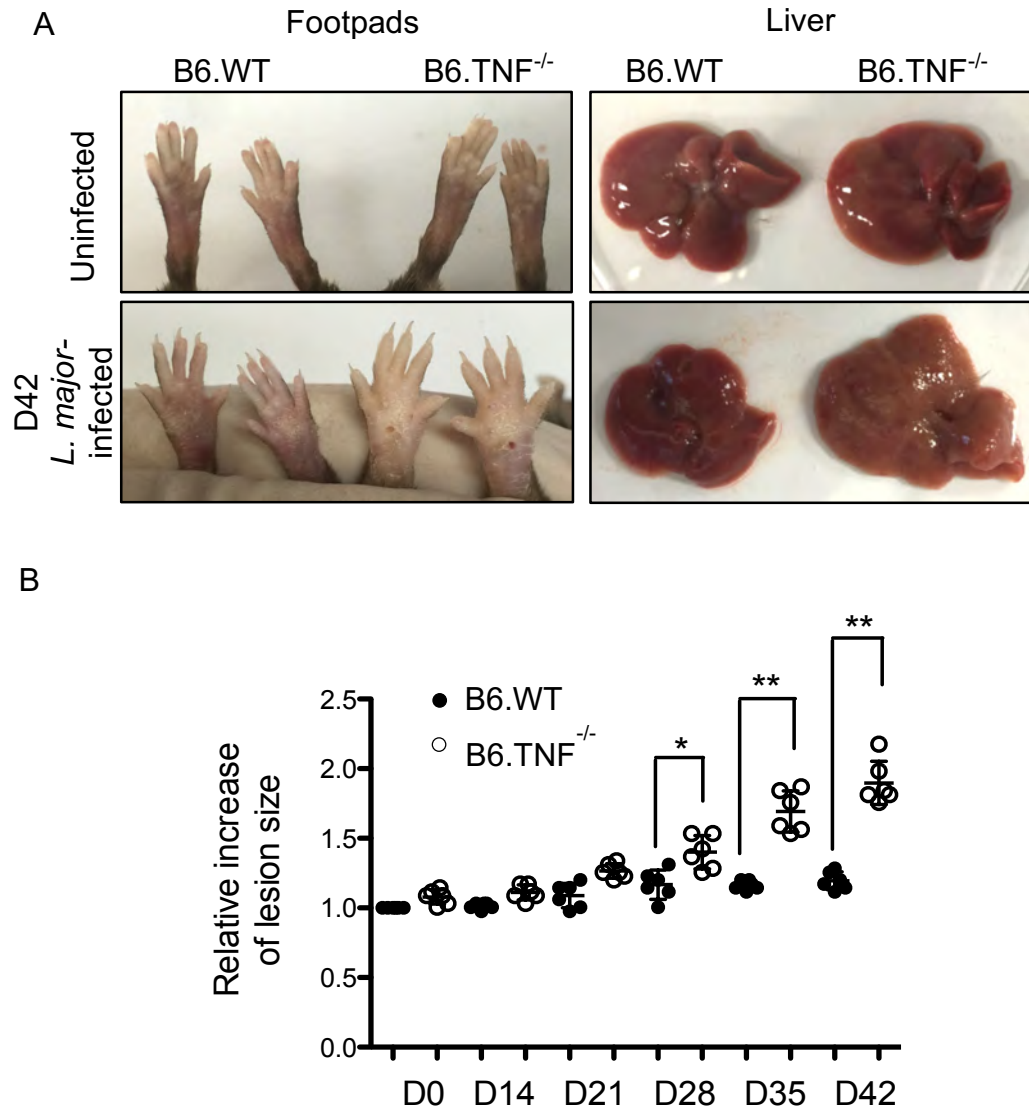 A
Footpads
Liver
B6.WT
B6.TNF-/-
B6.WT
B6.TNF-/-
Uninfected
D42
L. major-
infected
B
**
**
*
B6.WT
B6.TNF-/-
Relative increase
of lesion size
2.5
2.0
1.5
1.0
0.5
0.0
D0 D14 D21 D28 D35 D42